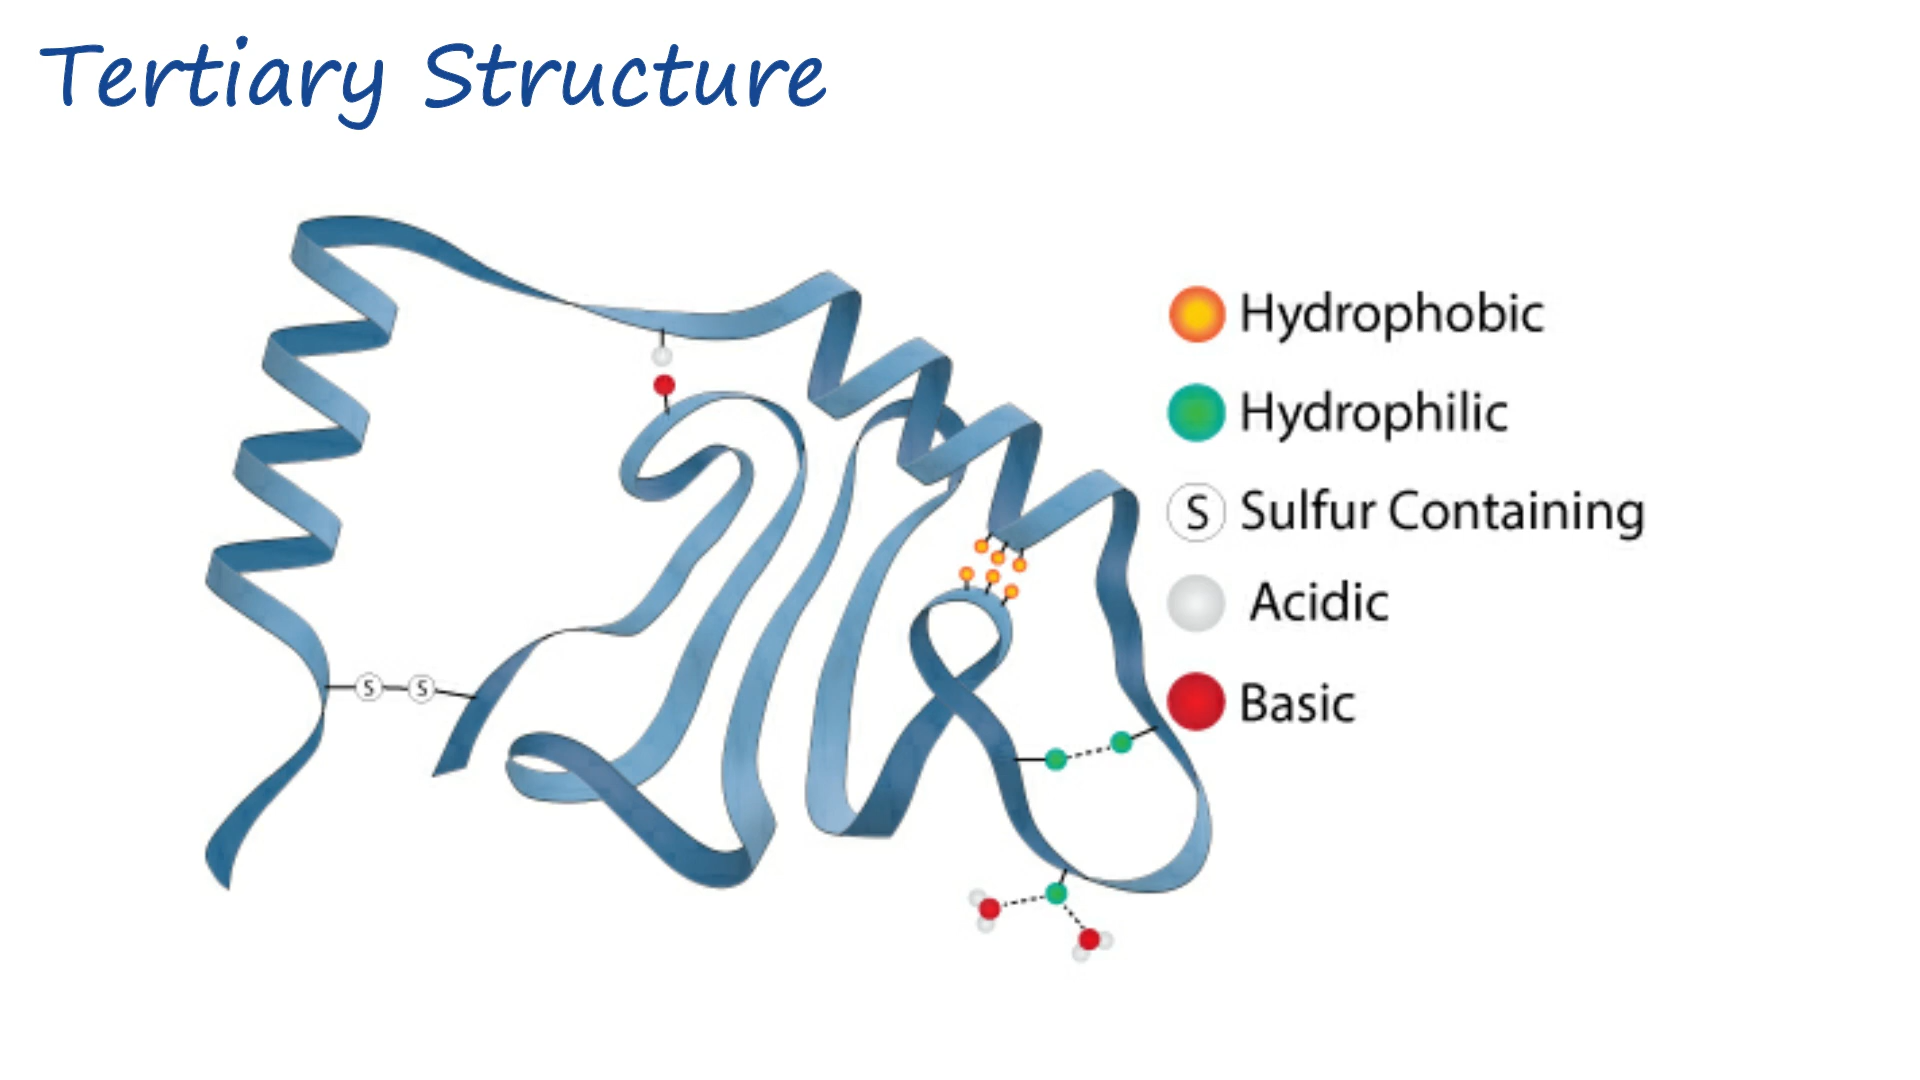 Tertiary Structure
Hydrophobic
Hydrophilic
S Sulfur Containing
Acidic
Basic
S S